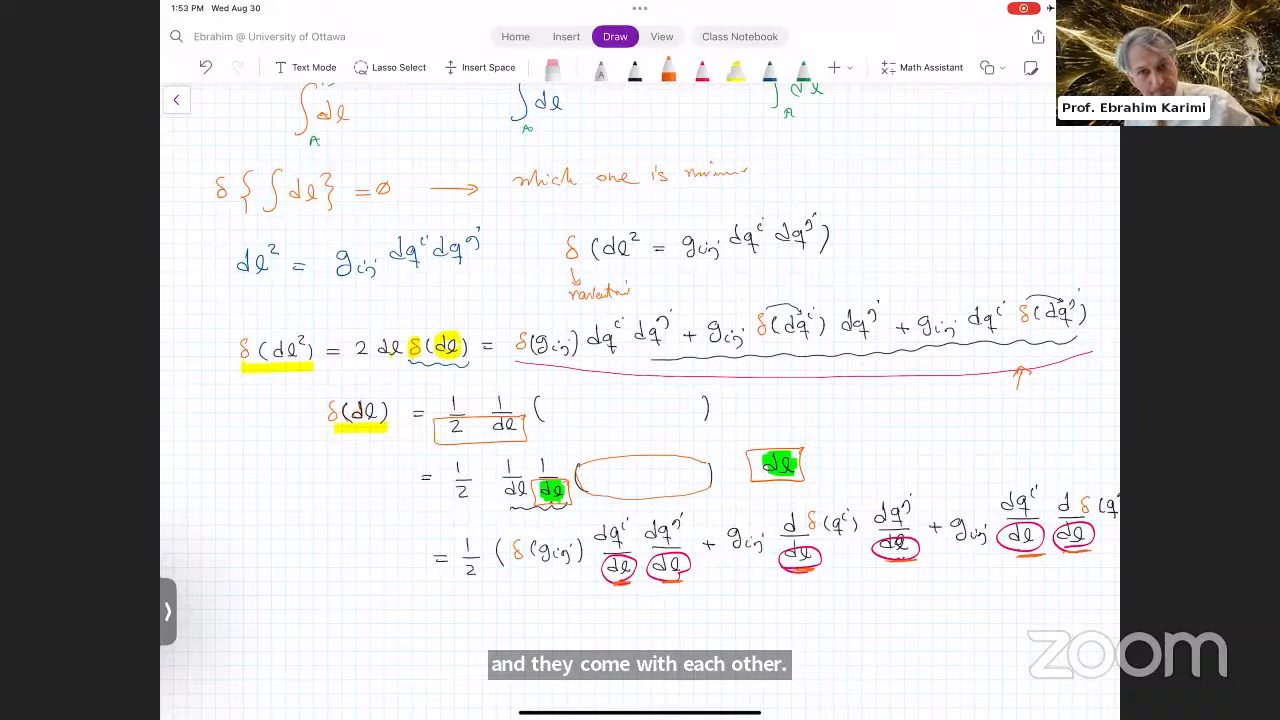 1:53 PM Wed Aug 30
Ebrahim @ University of Ottawa
Home Insert Draw View Class Notebook
Text Mode Lasso Select Insert Space Math Assistant
Prof. Ebrahim Karimi
∫ dl ∫ dl ∫ dl
A A A
δ { ∫ dl } = ∅ → which one is
dl² = g_ij dq^i dq^j δ (dl² = g_ij dq^i dq^j)
δ (dl²) = 2 dl δ(dl) = δ(g_ij) dq^i dq^j + g_ij δ(dq^i) dq^j + g_ij dq^i δ(dq^j)
δ(dl) = 1/2 1/dl ( )
= 1/2 1/dl 1/dl ( ) dl
= 1/2 ( δ(g_ij) dq^i/dl dq^j/dl + g_ij d/dl δ(q^i) dq^j/dl + g_ij dq^i/dl d/dl δ(q^j
and they come with each other.
zoom